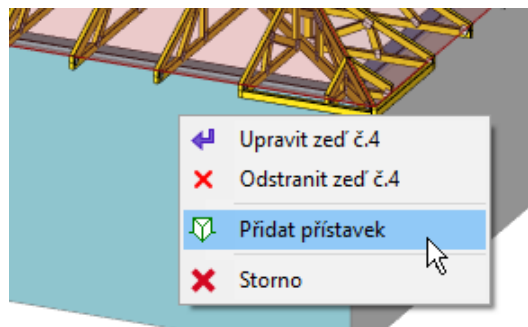 Upravit zeď č.4
Odstranit zeď č.4
Přidat přístavek
Storno